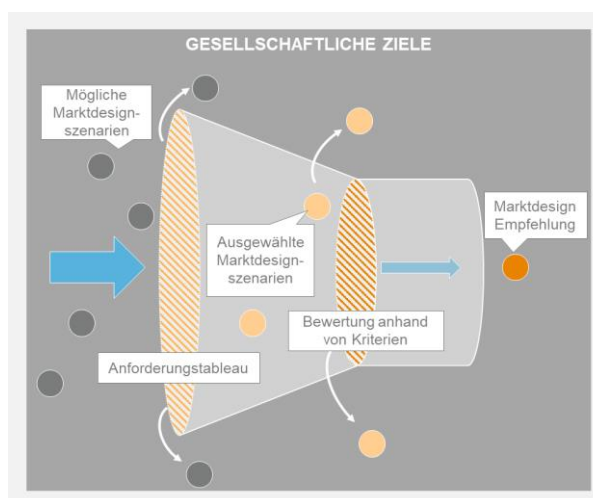 GESELLSCHAFTLICHE ZIELE
Mögliche
Marktdesign-
szenarien
Marktdesign
Empfehlung
Ausgewählte
Marktdesign-
szenarien
Bewertung anhand
von Kriterien
Anforderungstableau